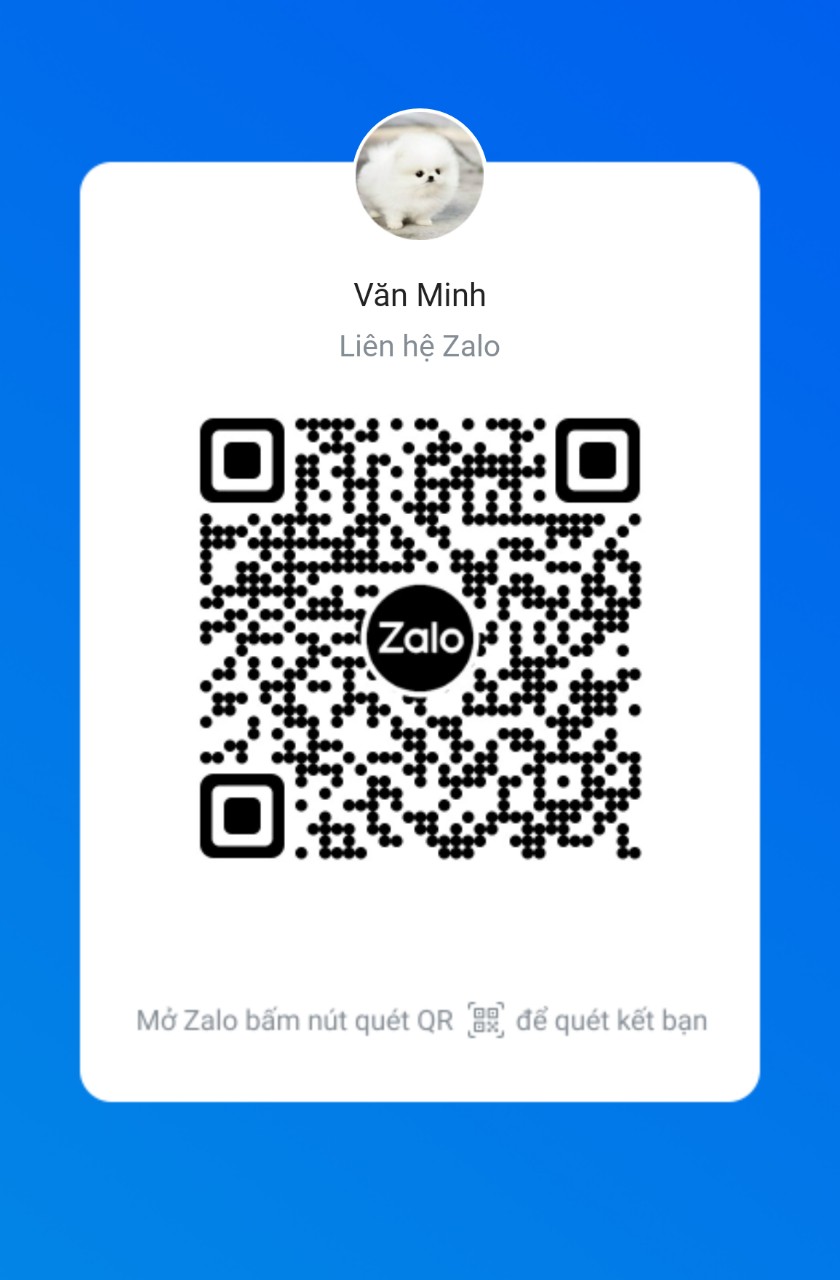 Văn Minh
Liên hệ Zalo
Zalo
Mở Zalo bấm nút quét QR để quét kết bạn